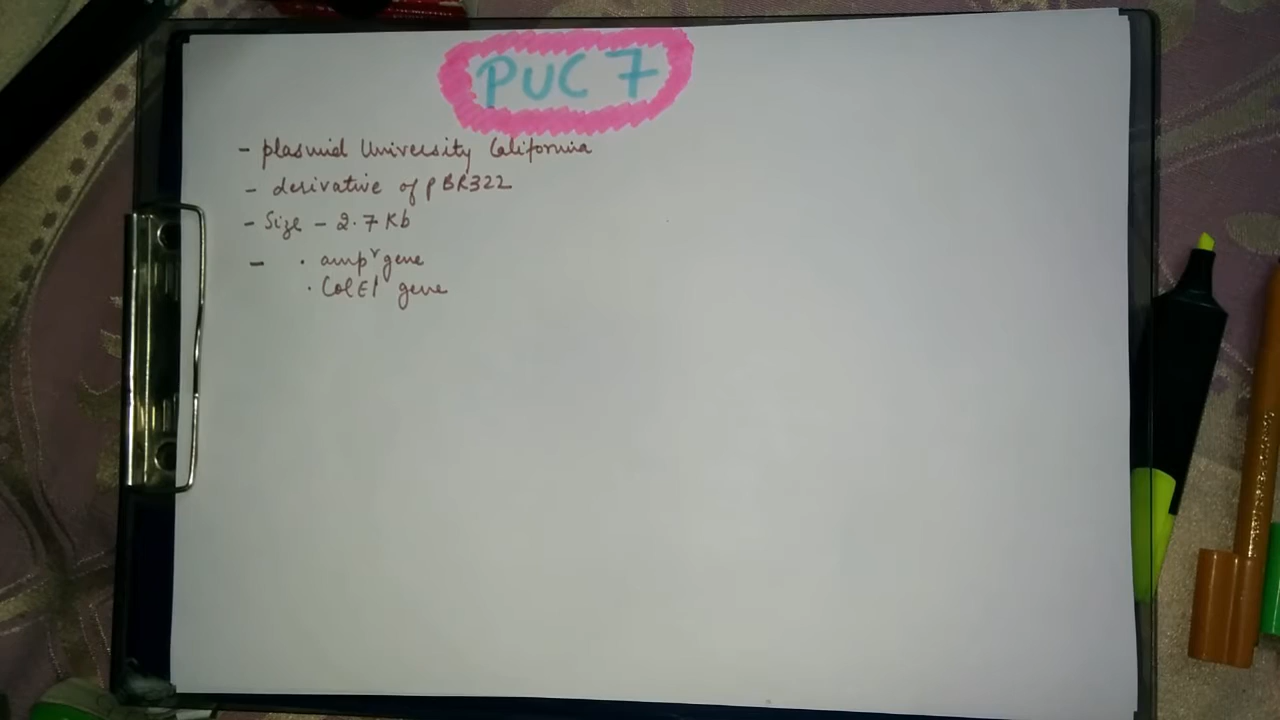 PUC 7
- plasmid University California
- derivative of pBR322
- Size - 2.7 Kb
- · ampʳ gene
· ColE1 gene